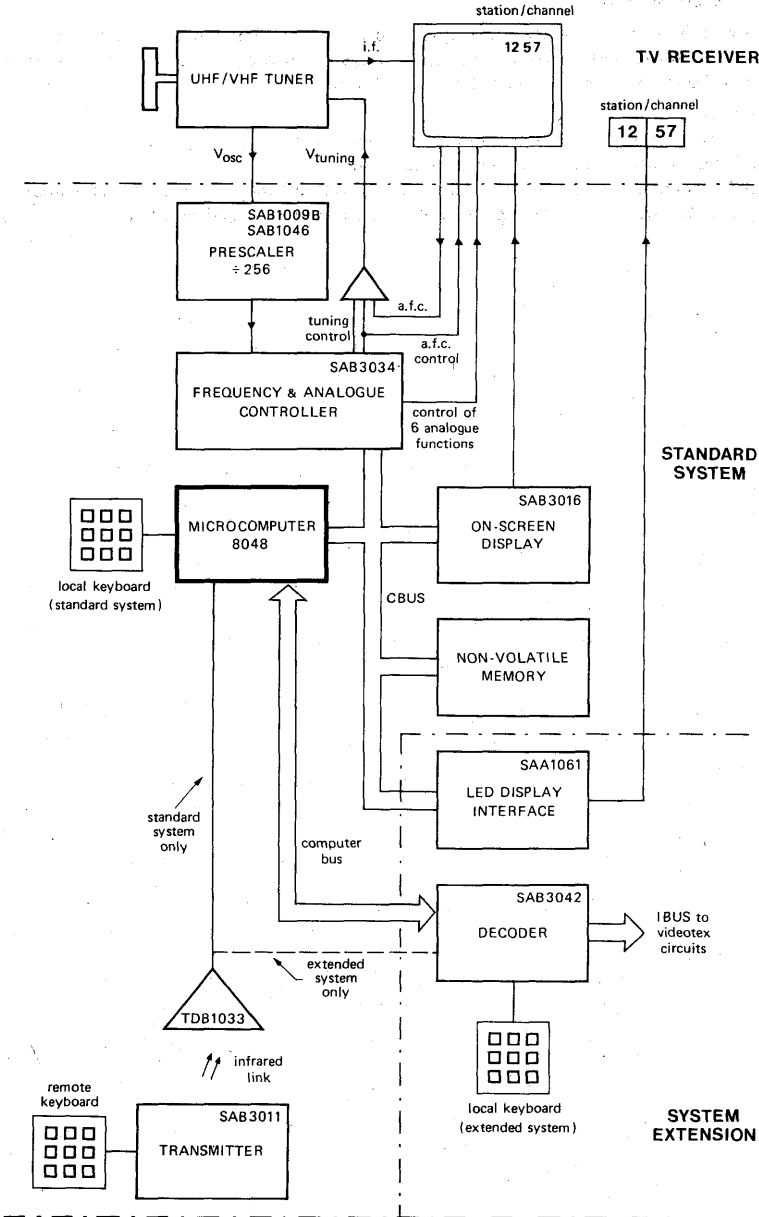 station/channel
i.f.
12 57
UHF/VHF TUNER
TV RECEIVER
station/channel
12 57
Vosc
Vtuning
SAB1009B
SAB1046
PRESCALER
÷ 256
a.f.c.
tuning
control
a.f.c.
control
SAB3034
FREQUENCY & ANALOGUE
CONTROLLER
control of
6 analogue
functions
STANDARD
SYSTEM
MICROCOMPUTER
8048
SAB3016
ON-SCREEN
DISPLAY
local keyboard
(standard system)
CBUS
NON-VOLATILE
MEMORY
SAA1061
LED DISPLAY
INTERFACE
standard
system
only
computer
bus
SAB3042
DECODER
IBUS to
videotex
circuits
extended
system
only
TDB1033
infrared
link
remote
keyboard
SAB3011
TRANSMITTER
local keyboard
(extended system)
SYSTEM
EXTENSION